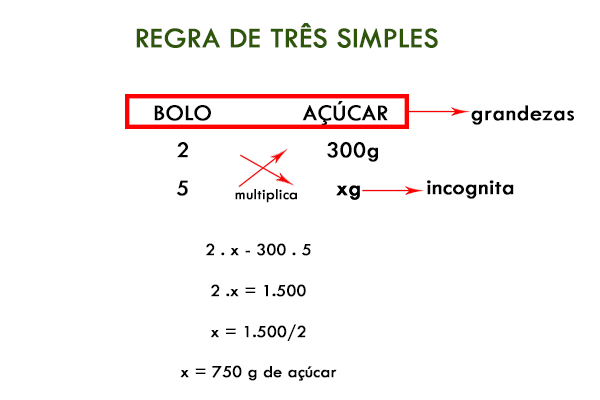 REGRA DE TRÊS SIMPLES
BOLO AÇÚCAR grandezas
2 300g
5 multiplica xg incognita
2 . x - 300 . 5
2 .x = 1.500
x = 1.500/2
x = 750 g de açúcar